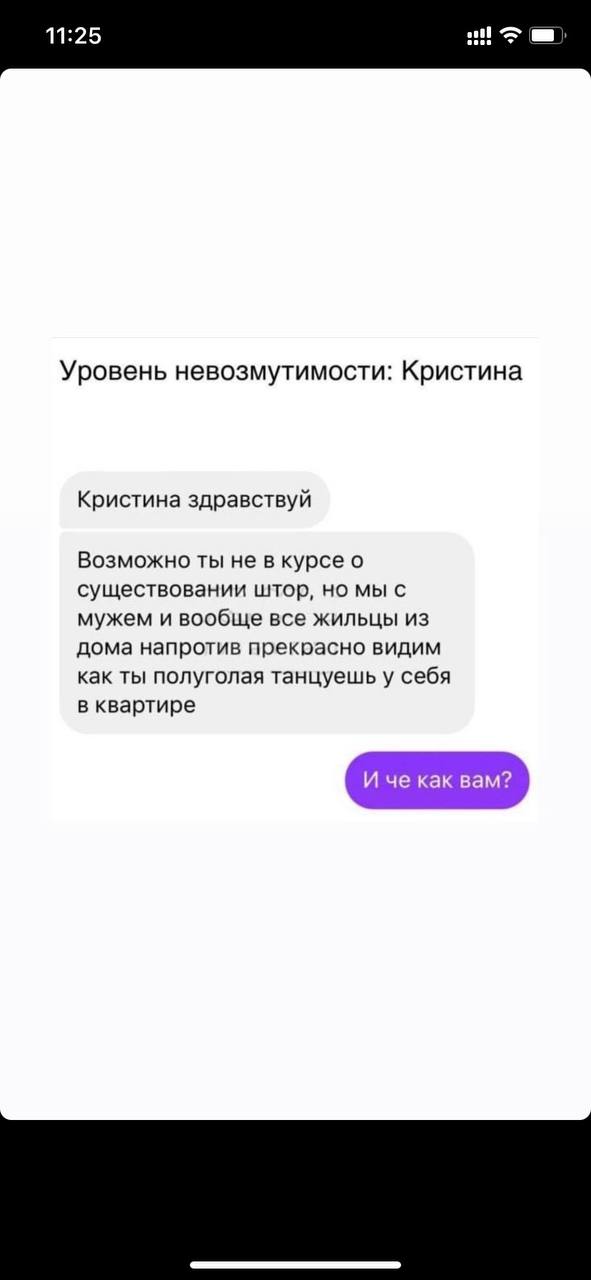 11:25
Уровень невозмутимости: Кристина
Кристина здравствуй
Возможно ты не в курсе о
существовании штор, но мы с
мужем и вообще все жильцы из
дома напротив прекрасно видим
как ты полуголая танцуешь у себя
в квартире
И че как вам?